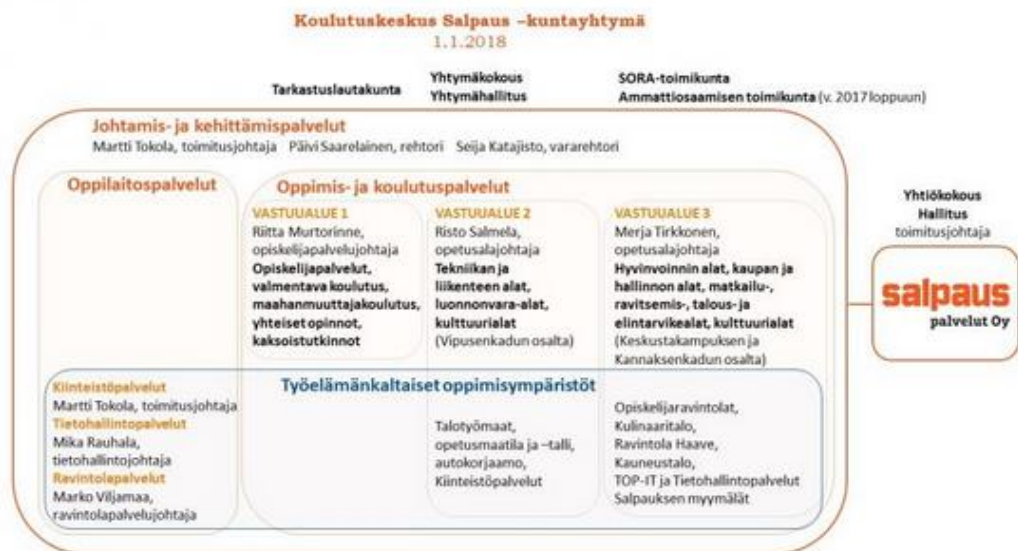 Koulutuskeskus Salpaus –kuntayhtymä
1.1.2018
Tarkastuslautakunta
Yhtymäkokous
Yhtymähallitus
SORA-toimikunta
Ammattiosaamisen toimikunta (v. 2017 loppuun)
Johtamis- ja kehittämispalvelut
Martti Tokola, toimitusjohtaja Päivi Saarelainen, rehtori Seija Katajisto, vararehtori
Oppilaitospalvelut
Oppimis- ja koulutuspalvelut
VASTUUALUE 1
Riitta Murtorinne,
opiskelijapalvelujohtaja
Opiskelijapalvelut,
valmentava koulutus,
maahanmuuttajakoulutus,
yhteiset opinnot,
kaksoistutkinnot
VASTUUALUE 2
Risto Salmela,
opetusalajohtaja
Tekniikan ja
liikenteen alat,
luonnonvara-alat,
kulttuurialat
(Vipusenkadun osalta)
VASTUUALUE 3
Merja Tirkkonen,
opetusalajohtaja
Hyvinvoinnin alat, kaupan ja
hallinnon alat, matkailu-,
ravitsemis-, talous- ja
elintarvikealat, kulttuurialat
(Keskustakampuksen ja
Kannaksenkadun osalta)
Yhtiökokous
Hallitus
toimitusjohtaja
salpaus
palvelut Oy
Työelämänkaltaiset oppimisympäristöt
Kiinteistöpalvelut
Martti Tokola, toimitusjohtaja
Tietohallintopalvelut
Mika Rauhala,
tietohallintojohtaja
Ravintolapalvelut
Marko Viljamaa,
ravintolapalvelujohtaja
Talotyömaat,
opetusmaatila ja –talli,
autokorjaamo,
Kiinteistöpalvelut
Opiskelijaravintolat,
Kulinaaritalo,
Ravintola Haave,
Kauneustalo,
TOP-IT ja Tietohallintopalvelut
Salpauksen myymälät